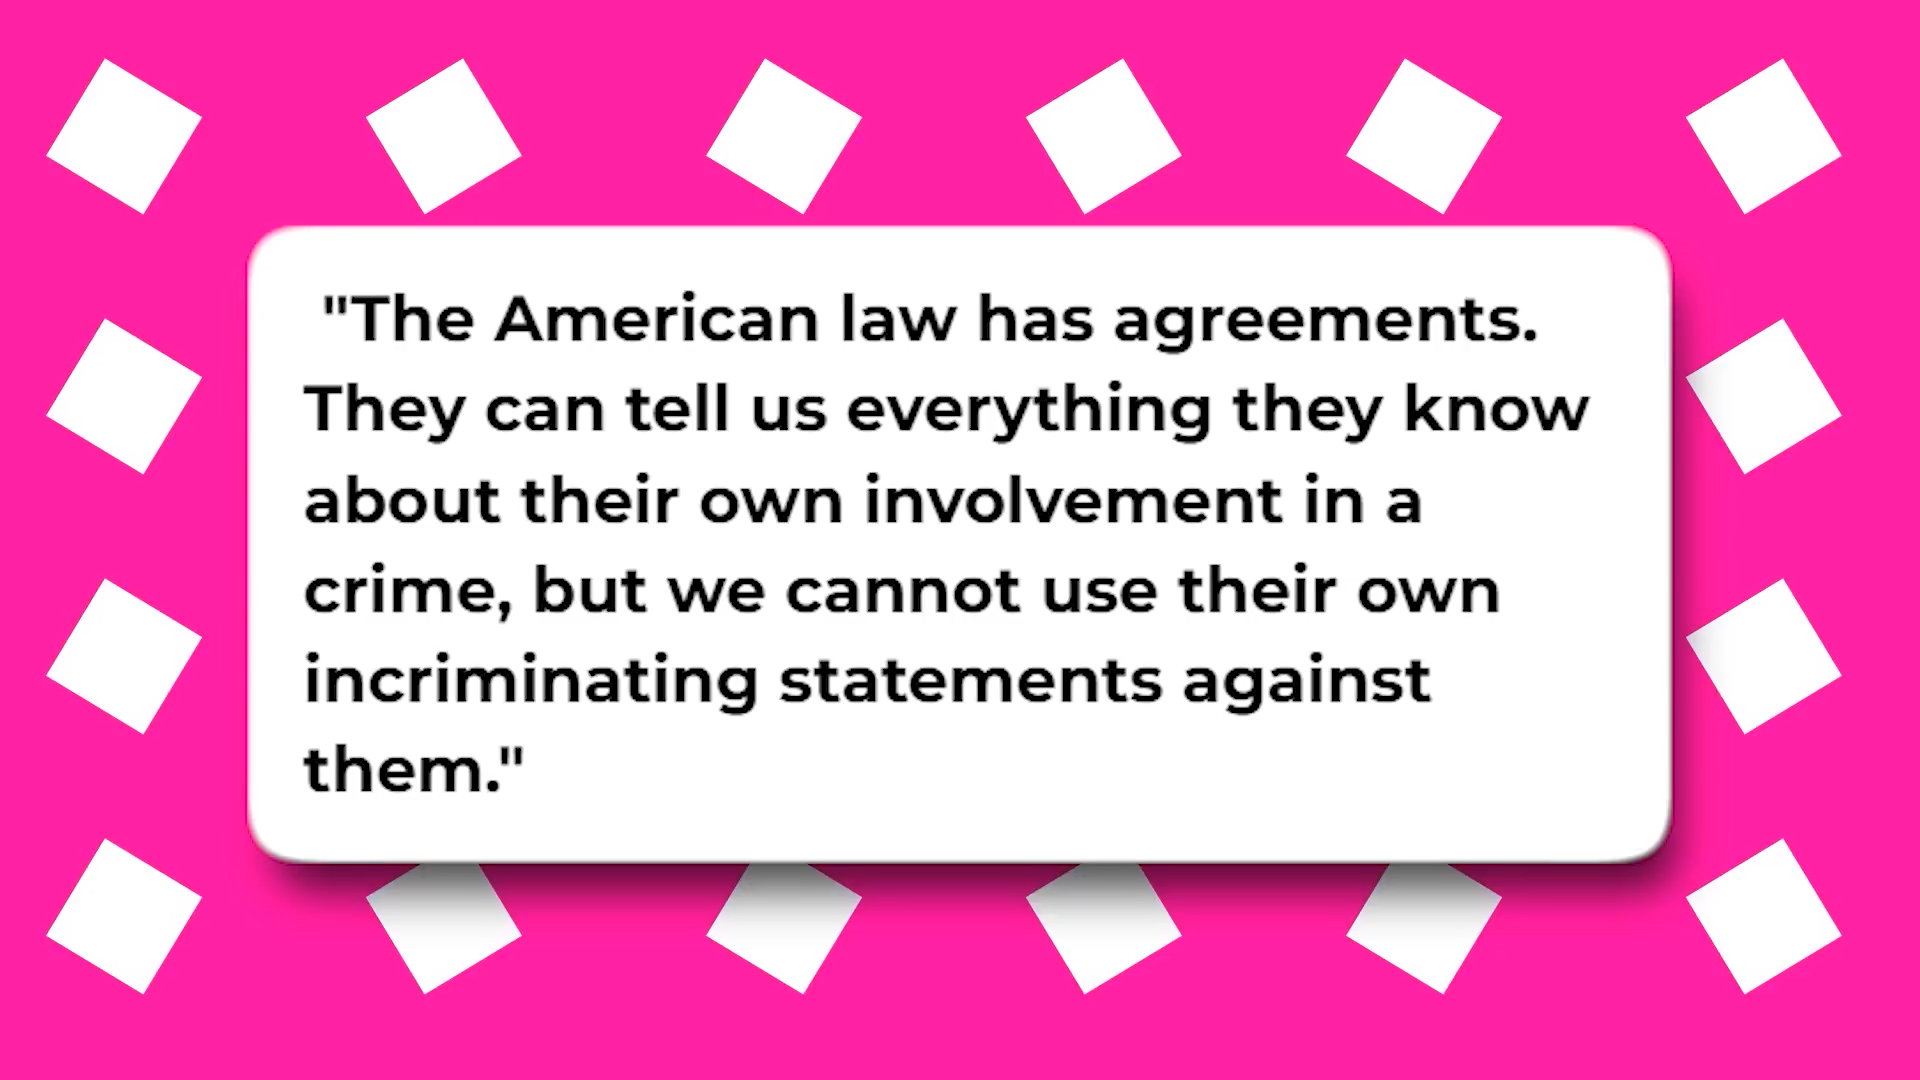 "The American law has agreements.
They can tell us everything they know
about their own involvement in a
crime, but we cannot use their own
incriminating statements against
them."